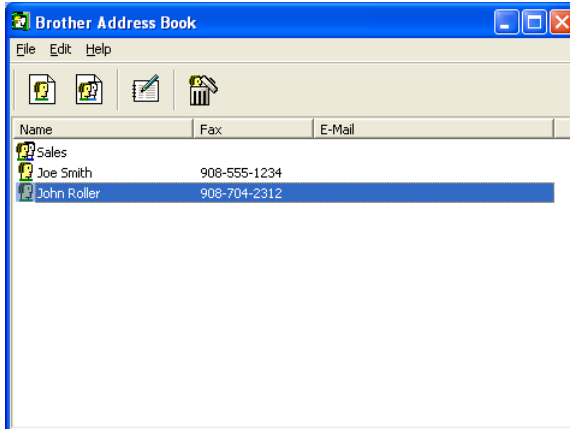 Brother Address Book
File Edit Help
Name Fax E-Mail
Sales
Joe Smith 908-555-1234
John Roller 908-704-2312